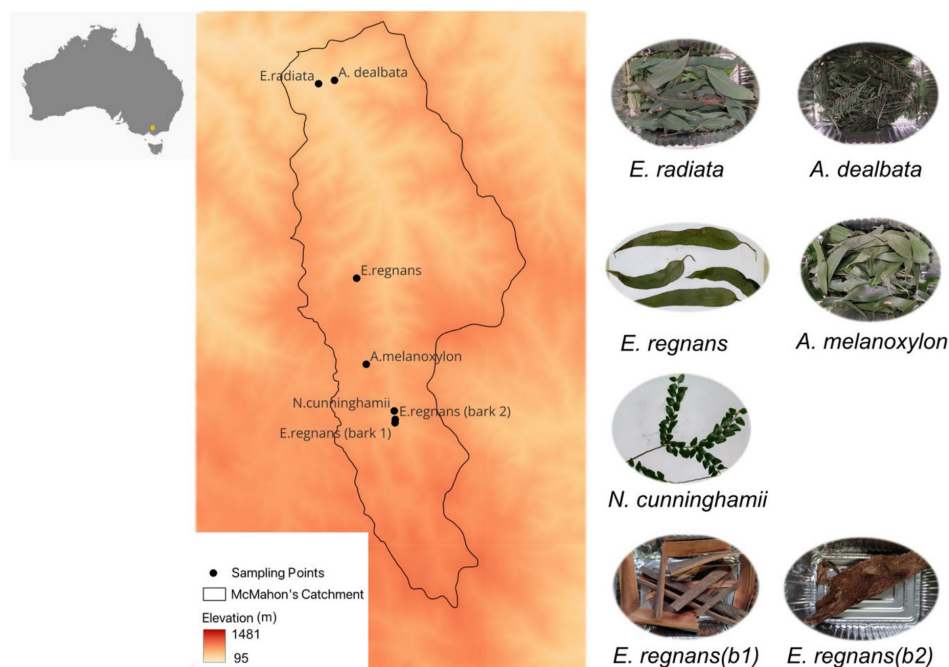 E.radiata
A. dealbata
E.regnans
A.melanoxylon
N.cunninghamii
E.regnans (bark 2)
E.regnans (bark 1)
Sampling Points
McMahon's Catchment
Elevation (m)
1481
95
E. radiata
A. dealbata
E. regnans
A. melanoxylon
N. cunninghamii
E. regnans(b1)
E. regnans(b2)